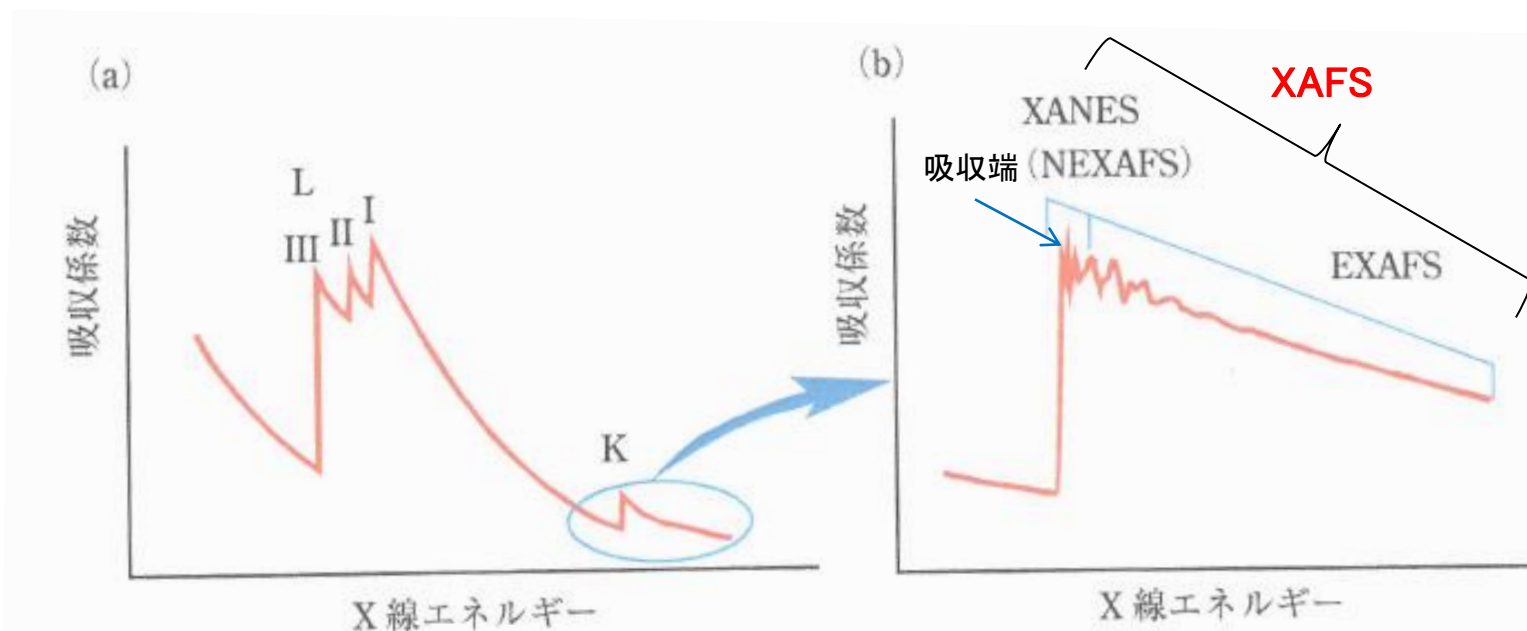 (a)
L
III
II
I
K
吸収係数
X線エネルギー
(b)
XAFS
XANES
吸収端(NEXAFS)
EXAFS
吸収係数
X線エネルギー